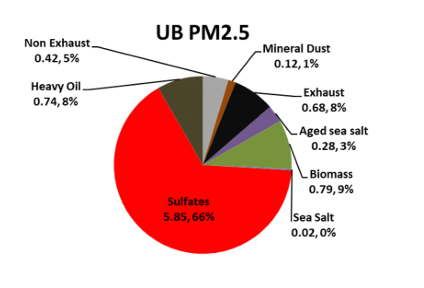 UB PM2.5
Non Exhaust
0.42, 5%
Mineral Dust
0.12, 1%
Heavy Oil
0.74, 8%
Exhaust
0.68, 8%
Aged sea salt
0.28, 3%
Biomass
0.79, 9%
Sulfates
5.85, 66%
Sea Salt
0.02, 0%